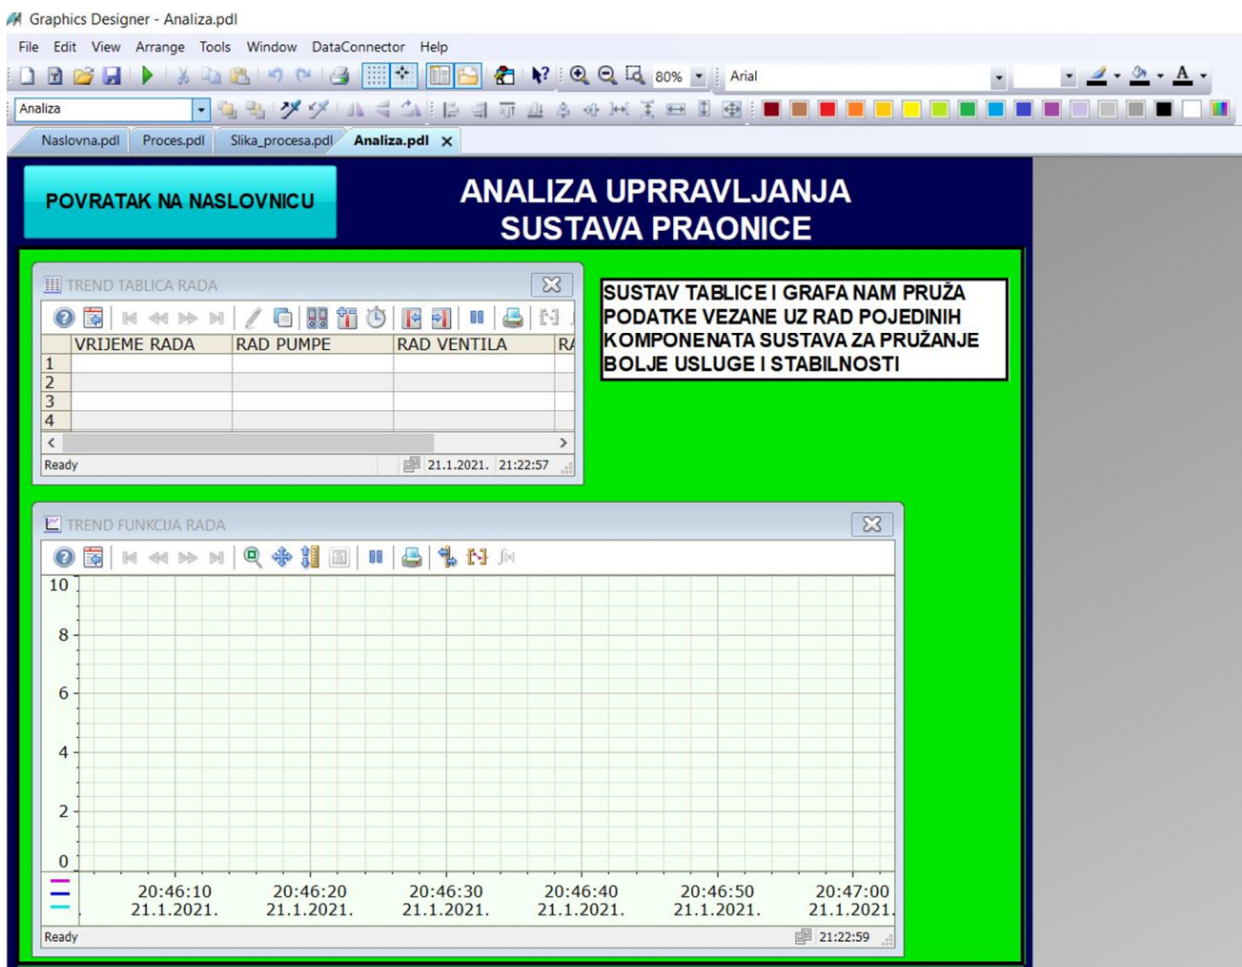 Graphics Designer - Analiza.pdl
File Edit View Arrange Tools Window DataConnector Help
80% Arial
Analiza
Naslovna.pdl Proces.pdl Slika_procesa.pdl Analiza.pdl
POVRATAK NA NASLOVNICU
ANALIZA UPRRAVLJANJA
SUSTAVA PRAONICE
TREND TABLICA RADA
VRIJEME RADA RAD PUMPE RAD VENTILA
1
2
3
4
Ready 21.1.2021. 21:22:57
SUSTAV TABLICE I GRAFA NAM PRUŽA
PODATKE VEZANE UZ RAD POJEDINIH
KOMPONENATA SUSTAVA ZA PRUŽANJE
BOLJE USLUGE I STABILNOSTI
TREND FUNKCIJA RADA
10
8
6
4
2
0
20:46:10 20:46:20 20:46:30 20:46:40 20:46:50 20:47:00
21.1.2021. 21.1.2021. 21.1.2021. 21.1.2021. 21.1.2021. 21.1.2021.
Ready 21:22:59